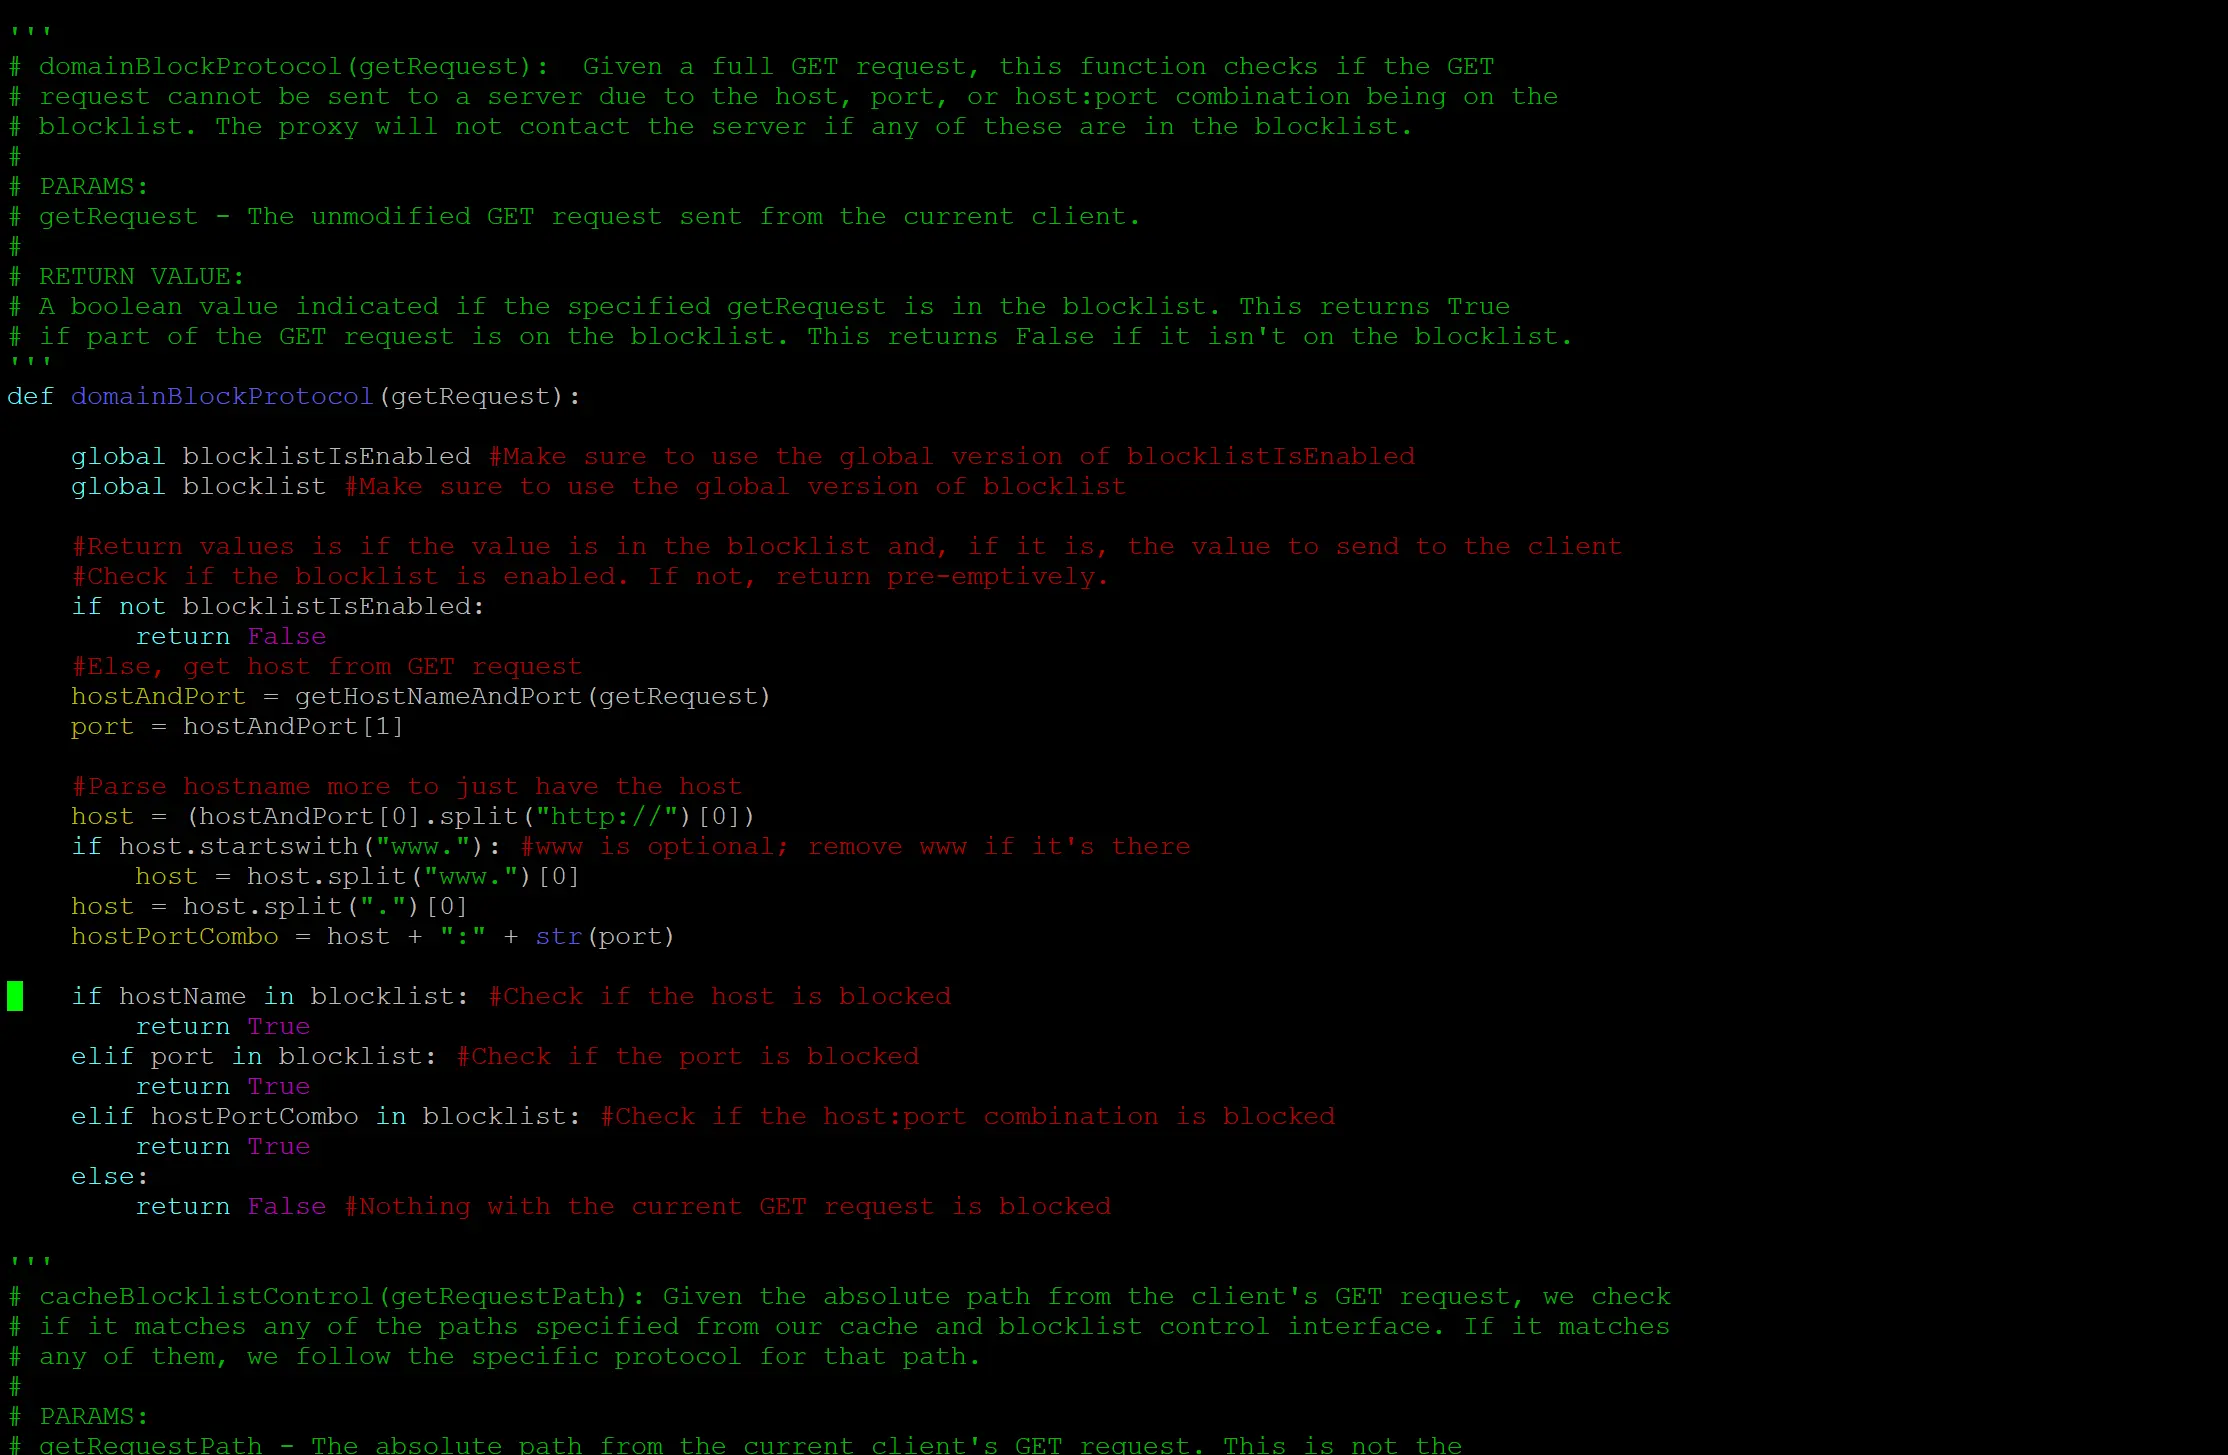 '''
# domainBlockProtocol(getRequest):  Given a full GET request, this function checks if the GET
# request cannot be sent to a server due to the host, port, or host:port combination being on the
# blocklist. The proxy will not contact the server if any of these are in the blocklist.
#
# PARAMS:
# getRequest - The unmodified GET request sent from the current client.
#
# RETURN VALUE:
# A boolean value indicated if the specified getRequest is in the blocklist. This returns True
# if part of the GET request is on the blocklist. This returns False if it isn't on the blocklist.
'''
def domainBlockProtocol(getRequest):

    global blocklistIsEnabled #Make sure to use the global version of blocklistIsEnabled
    global blocklist #Make sure to use the global version of blocklist

    #Return values is if the value is in the blocklist and, if it is, the value to send to the client
    #Check if the blocklist is enabled. If not, return pre-emptively.
    if not blocklistIsEnabled:
        return False
    #Else, get host from GET request
    hostAndPort = getHostNameAndPort(getRequest)
    port = hostAndPort[1]

    #Parse hostname more to just have the host
    host = (hostAndPort[0].split("http://")[0])
    if host.startswith("www."): #www is optional; remove www if it's there
        host = host.split("www.")[0]
    host = host.split(".")[0]
    hostPortCombo = host + ":" + str(port)

    if hostName in blocklist: #Check if the host is blocked
        return True
    elif port in blocklist: #Check if the port is blocked
        return True
    elif hostPortCombo in blocklist: #Check if the host:port combination is blocked
        return True
    else:
        return False #Nothing with the current GET request is blocked

'''
# cacheBlocklistControl(getRequestPath): Given the absolute path from the client's GET request, we check
# if it matches any of the paths specified from our cache and blocklist control interface. If it matches
# any of them, we follow the specific protocol for that path.
#
# PARAMS:
# getRequestPath - The absolute path from the current client's GET request. This is not the